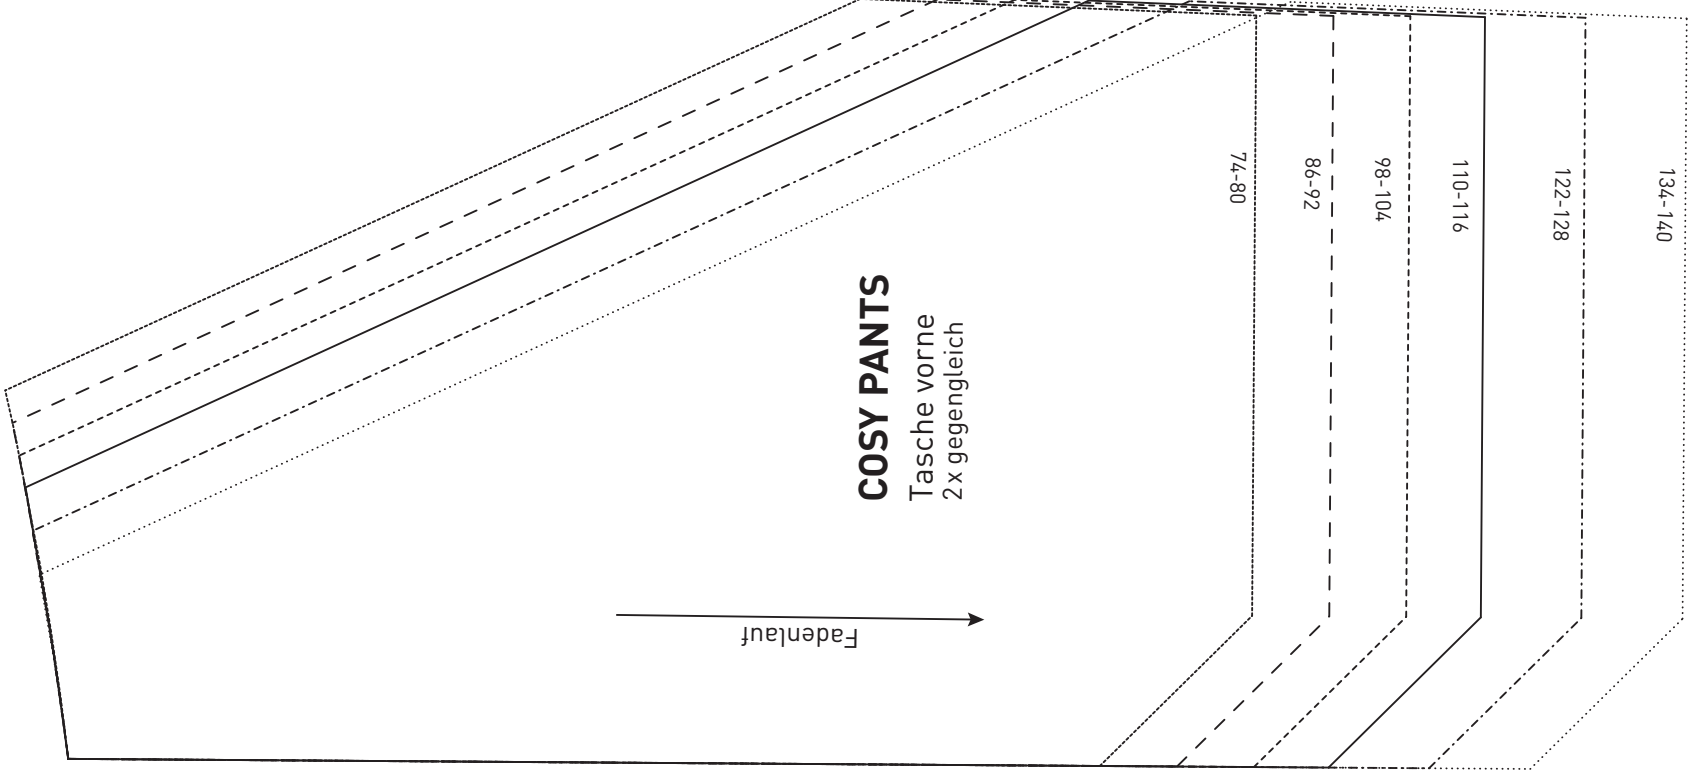 COSY PANTS
Tasche vorne
2x gegengleich
Fadenlauf
74-80
86-92
98-104
110-116
122-128
134-140